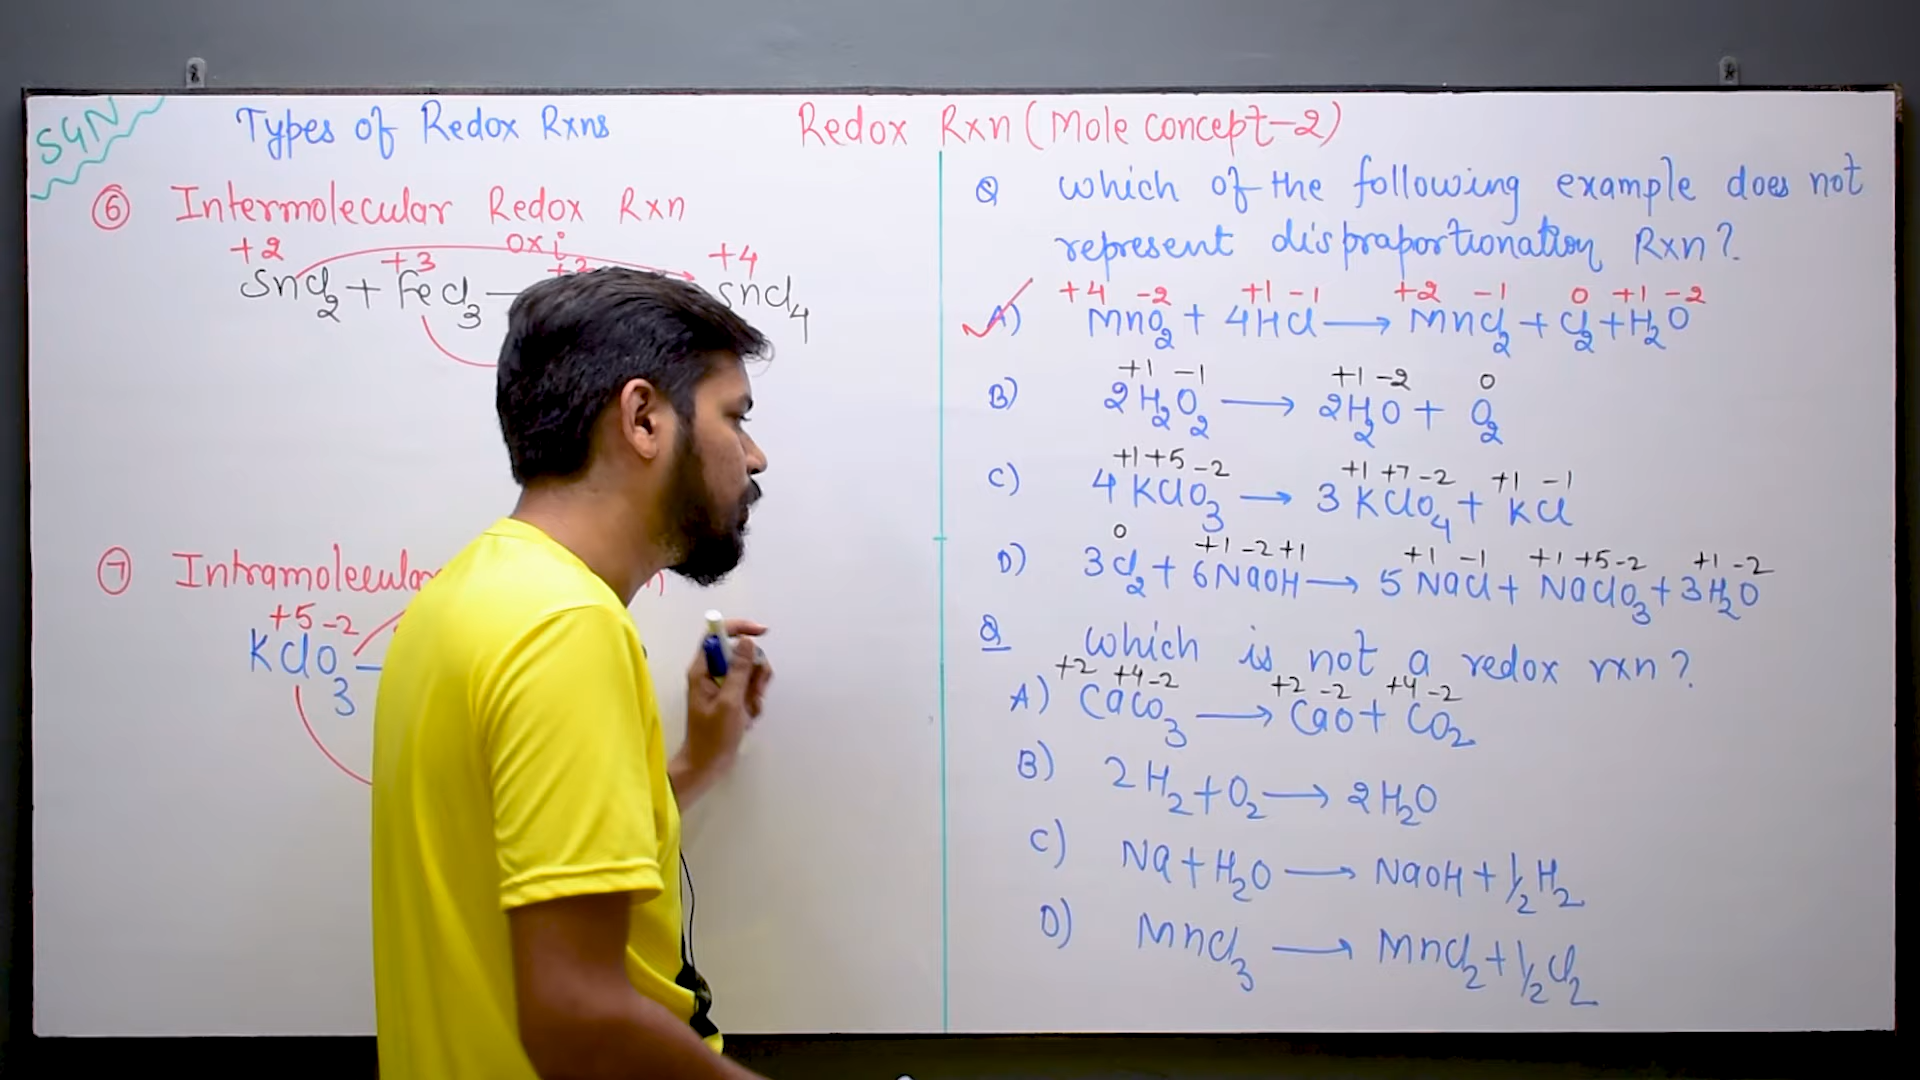 SGN
Types of Redox Rxns
Redox Rxn (Mole concept-2)
⑥ Intermolecular Redox Rxn
oxi
+2 +3 +2 +4
SnCl2 + FeCl3 — SnCl4
⑦ Intramolecular
+5 -2
KClO3 —
Q which of the following example does not
represent dispraportionation Rxn?
+4 -2 +1 -1 +2 -1 0 +1 -2
A) MnO2 + 4HCl ⟶ MnCl2 + Cl2 + H2O
+1 -1 +1 -2 0
B) 2H2O2 ⟶ 2H2O + O2
+1 +5 -2 +1 +7 -2 +1 -1
C) 4KClO3 ⟶ 3KClO4 + KCl
0 +1 -2 +1 +1 -1 +1 +5 -2 +1 -2
D) 3Cl2 + 6NaOH ⟶ 5NaCl + NaClO3 + 3H2O
Q which is not a redox rxn?
+2 +4 -2 +2 -2 +4 -2
A) CaCO3 ⟶ CaO + CO2
B) 2H2 + O2 ⟶ 2H2O
C) Na + H2O ⟶ NaOH + 1/2 H2
D) MnCl3 ⟶ MnCl2 + 1/2 Cl2